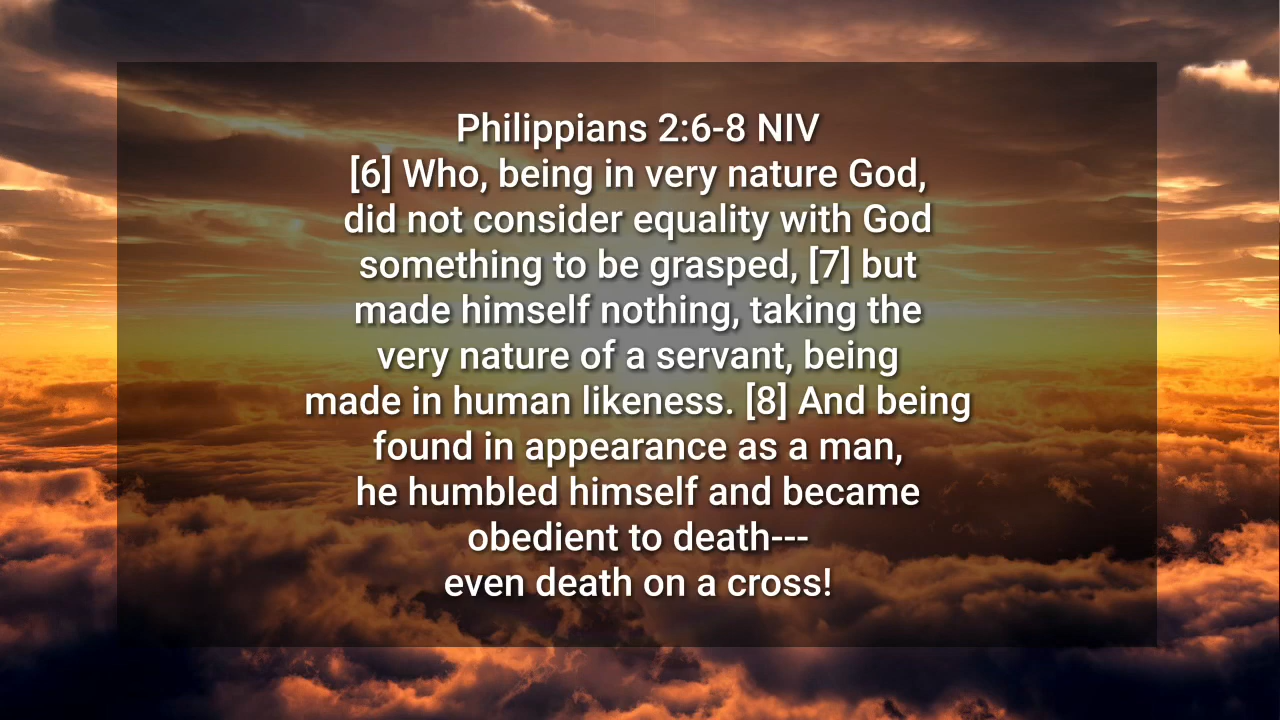 Philippians 2:6-8 NIV
[6] Who, being in very nature God,
did not consider equality with God
something to be grasped, [7] but
made himself nothing, taking the
very nature of a servant, being
made in human likeness. [8] And being
found in appearance as a man,
he humbled himself and became
obedient to death---
even death on a cross!